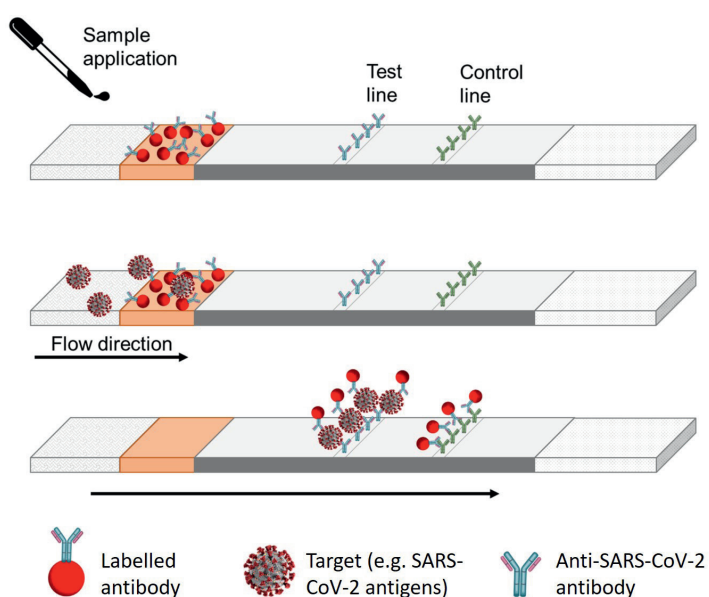 Sample
application
Test
line
Control
line
Flow direction
Labelled
antibody
Target (e.g. SARS-
CoV-2 antigens)
Anti-SARS-CoV-2
antibody